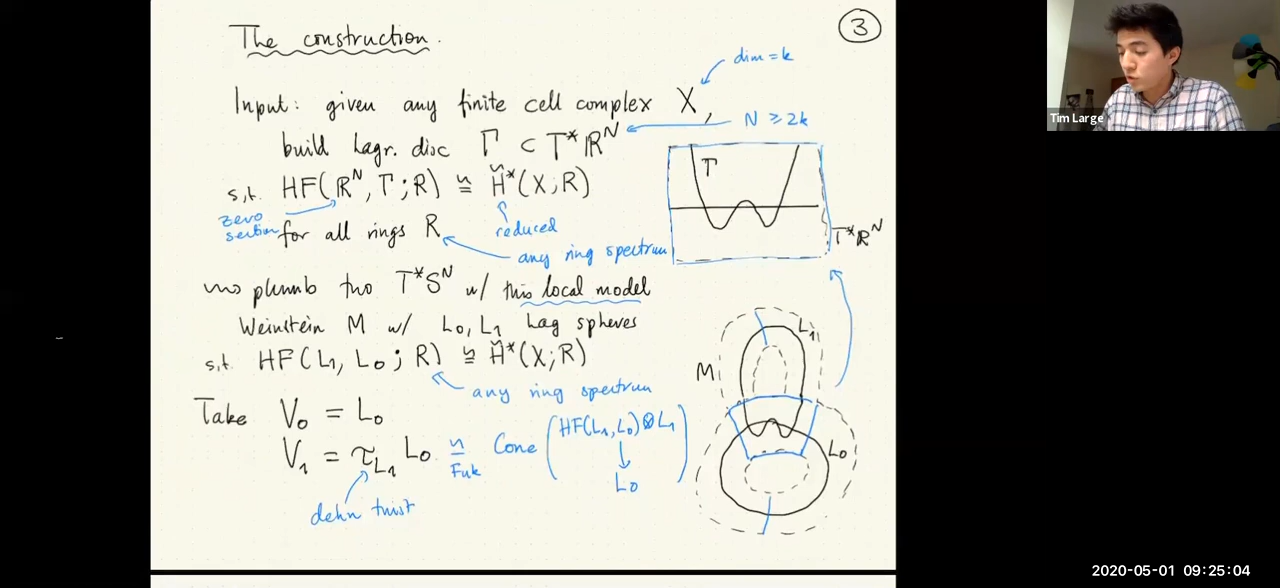 The construction.
③
dim = k
Input: given any finite cell complex X,
N ≥ 2k
build Lagr. disc Γ ⊂ T*ℝ^N
s.t. HF(ℝ^N, Γ; R) ≅ H̃*(X; R)
zero section
reduced
for all rings R
any ring spectrum
Γ
T*ℝ^N
⇝ plumb two T*S^N w/ this local model
Weinstein M w/ L₀, L₁ Lag spheres
s.t. HF(L₁, L₀; R) ≅ H̃*(X; R)
any ring spectrum
Take V₀ = L₀
V₁ = τ_{L₁} L₀ ≃_{Fuk} Cone ( HF(L₁, L₀) ⊗ L₁ ↓ L₀ )
dehn twist
L₁
M
L₀
Tim Large
2020-05-01 09:25:04